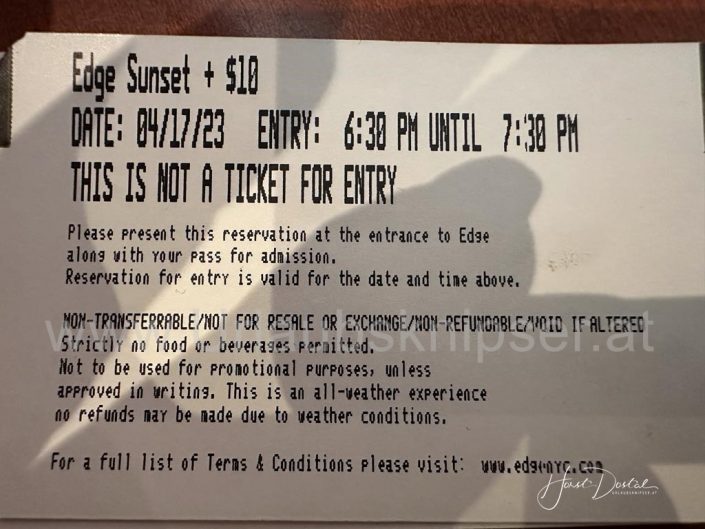 Edge Sunset + $10
DATE: 04/17/23 ENTRY: 6:30 PM UNTIL 7:30 PM
THIS IS NOT A TICKET FOR ENTRY
Please present this reservation at the entrance to Edge
along with your pass for admission.
Reservation for entry is valid for the date and time above.
NON-TRANSFERRABLE/NOT FOR RESALE OR EXCHANGE/NON-REFUNDABLE/VOID IF ALTERED
Strictly no food or beverages permitted.
Not to be used for promotional purposes, unless
approved in writing. This is an all-weather experience
no refunds may be made due to weather conditions.
For a full list of Terms & Conditions please visit: www.edgenyc.com
Horst Dostal
URLAUBSKNIPSER.AT